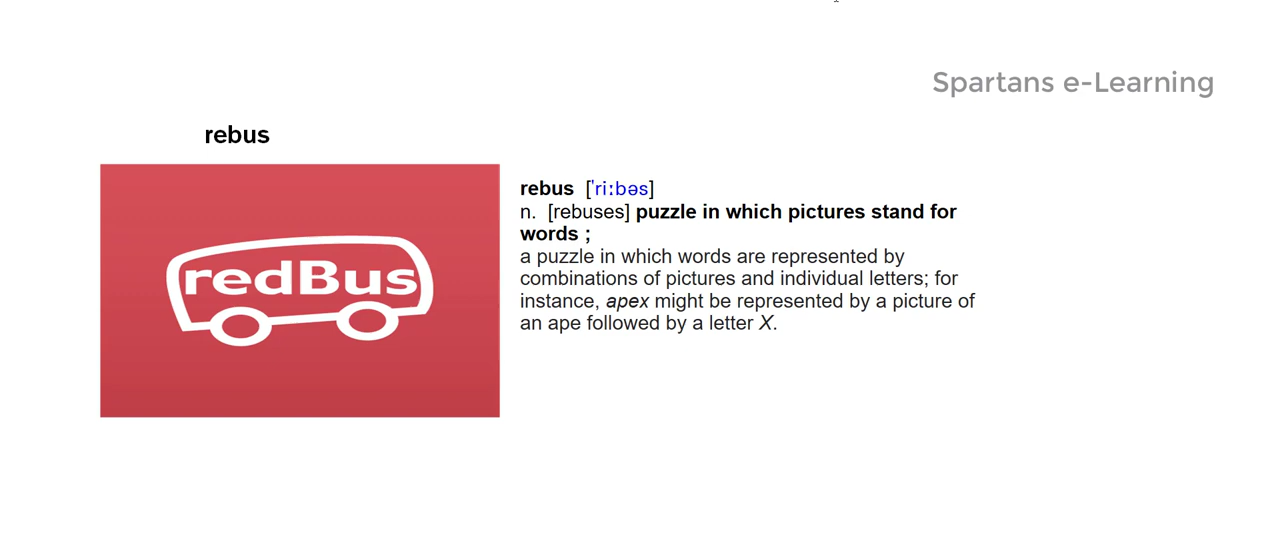 Spartans e-Learning
rebus
redBus
rebus [ˈriːbəs]
n. [rebuses] puzzle in which pictures stand for
words ;
a puzzle in which words are represented by
combinations of pictures and individual letters; for
instance, apex might be represented by a picture of
an ape followed by a letter X.